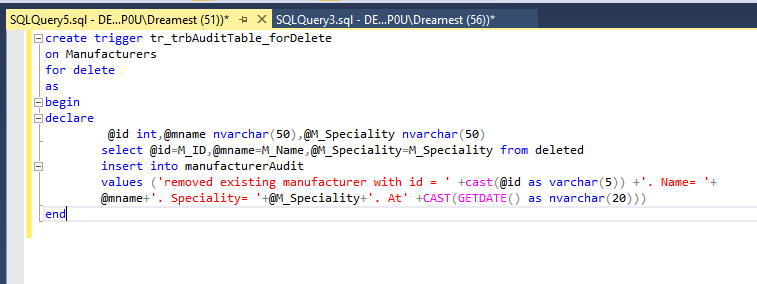 SQLQuery5.sql - DE...P0U\Dreamest (51))* SQLQuery3.sql - DE...P0U\Dreamest (56))*
create trigger tr_trbAuditTable_forDelete
on Manufacturers
for delete
as
begin
declare
@id int,@mname nvarchar(50),@M_Speciality nvarchar(50)
select @id=M_ID,@mname=M_Name,@M_Speciality=M_Speciality from deleted
insert into manufacturerAudit
values ('removed existing manufacturer with id = ' +cast(@id as varchar(5)) +'. Name= '+
@mname+'. Speciality= '+@M_Speciality+'. At' +CAST(GETDATE() as nvarchar(20)))
end